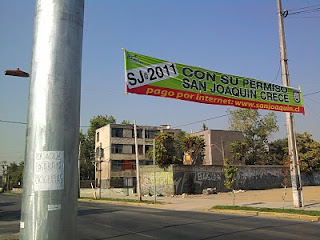 SJ 2011
CON SU PERMISO
SAN JOAQUIN CRECE
pago por internet: www.sanjoaquin.cl